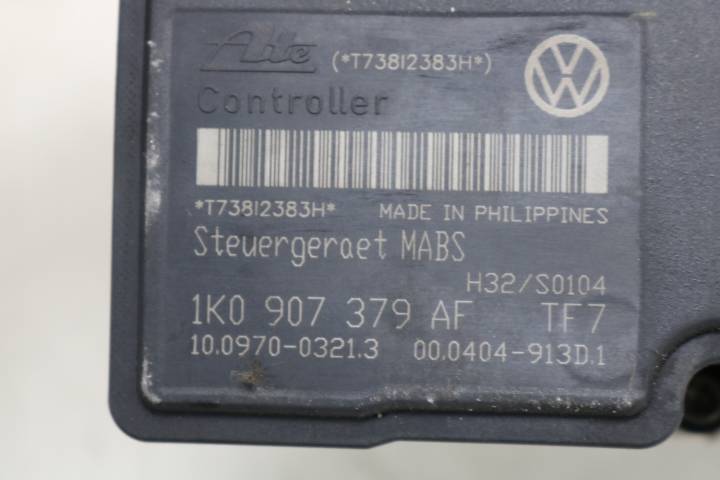 Ate (*T73812383H*)
Controller
*T73812383H* MADE IN PHILIPPINES
Steuergeraet MABS
H32/S0104
1K0 907 379 AF TF7
10.0970-0321.3 00.0404-913D.1